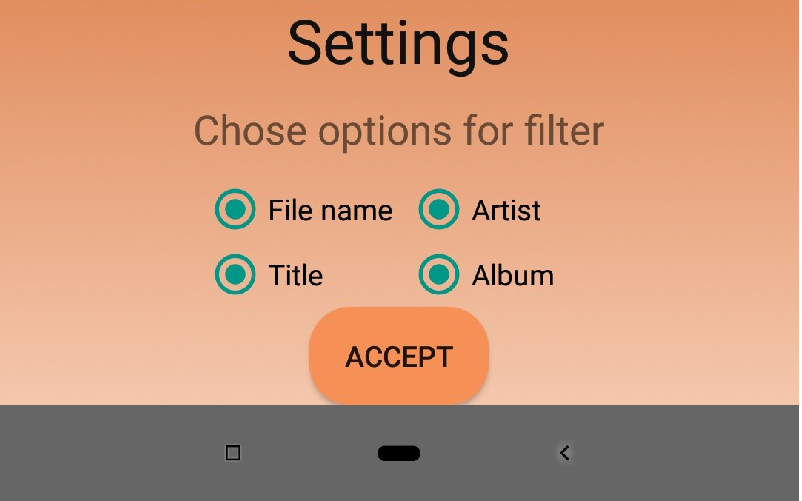 Settings
Chose options for filter
File name Artist
Title Album
ACCEPT